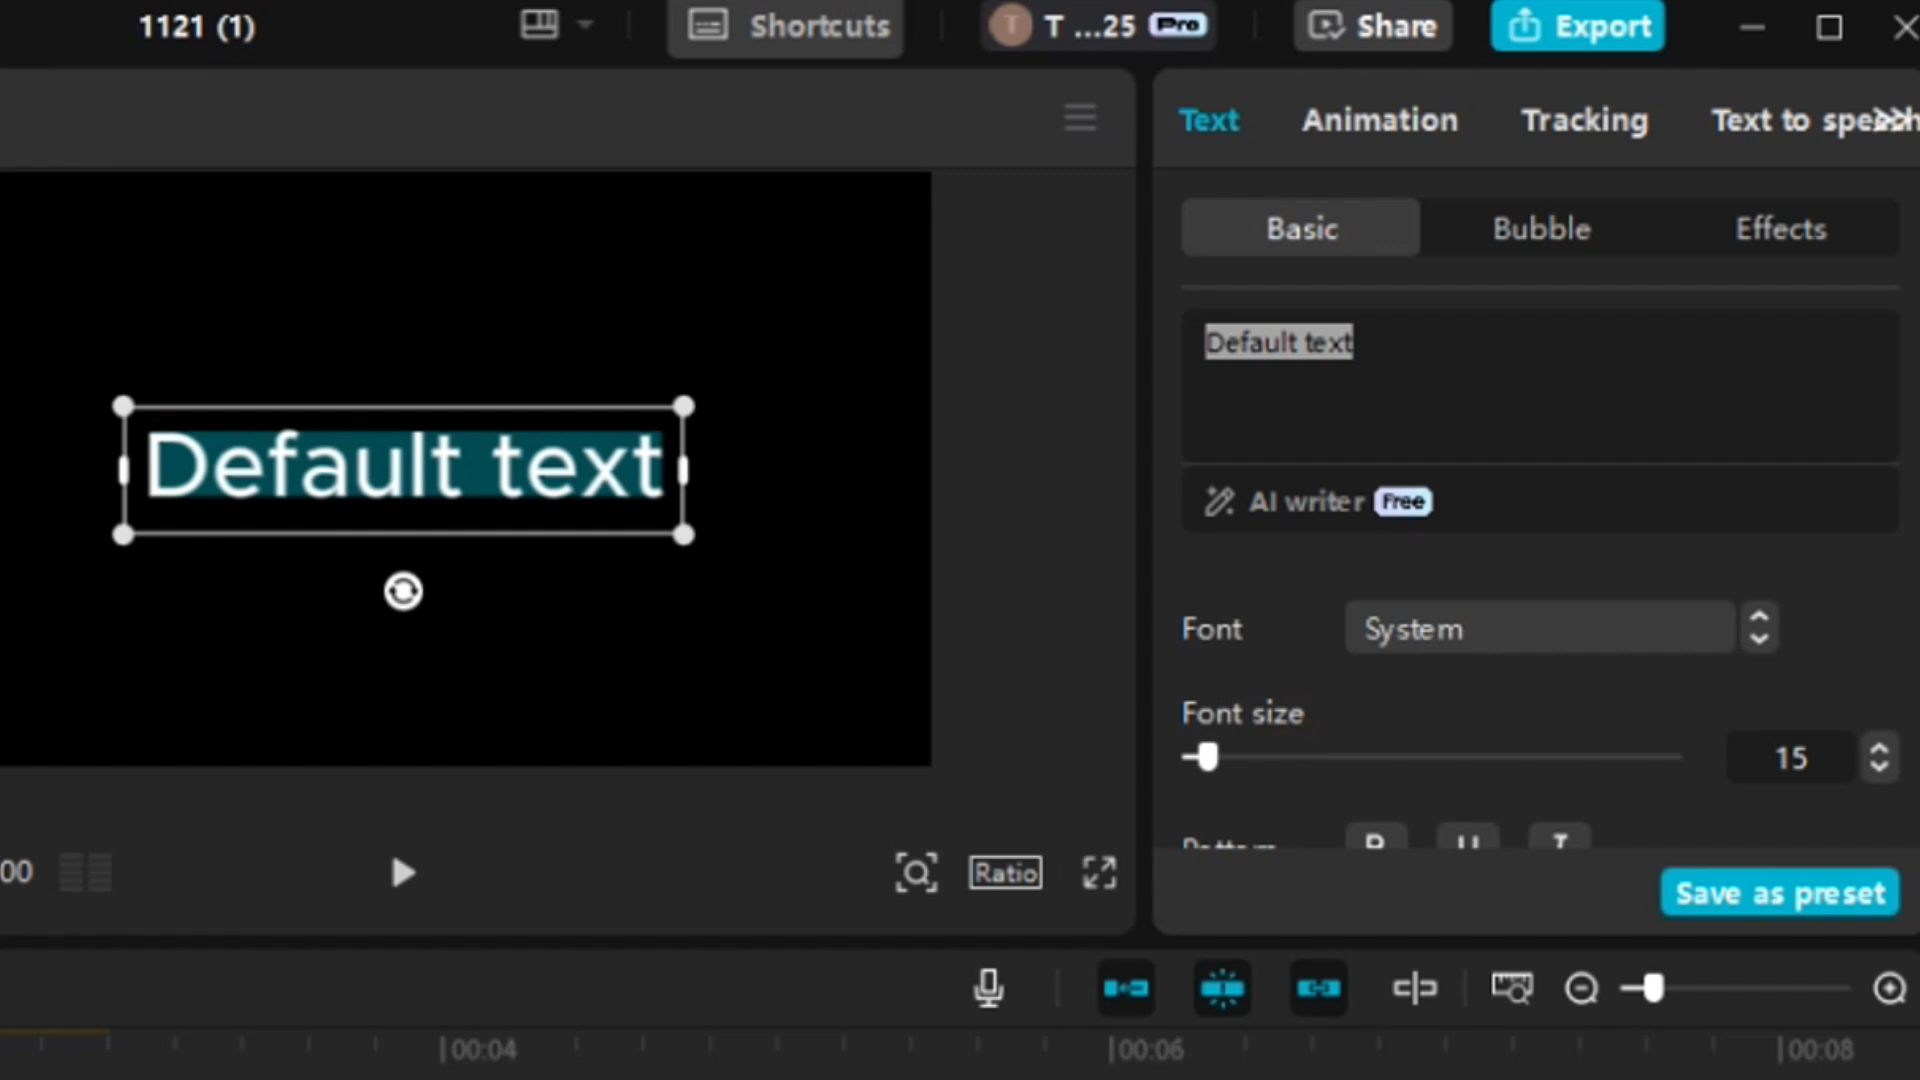 1121 (1)
Shortcuts
T
T ...25
Pro
Share
Export
Text
Animation
Tracking
Text to speech
Basic
Bubble
Effects
Default text
Default text
AI writer
Free
Font
System
Font size
15
Pattern
B
U
I
00
Ratio
Save as preset
00:04
00:06
00:08